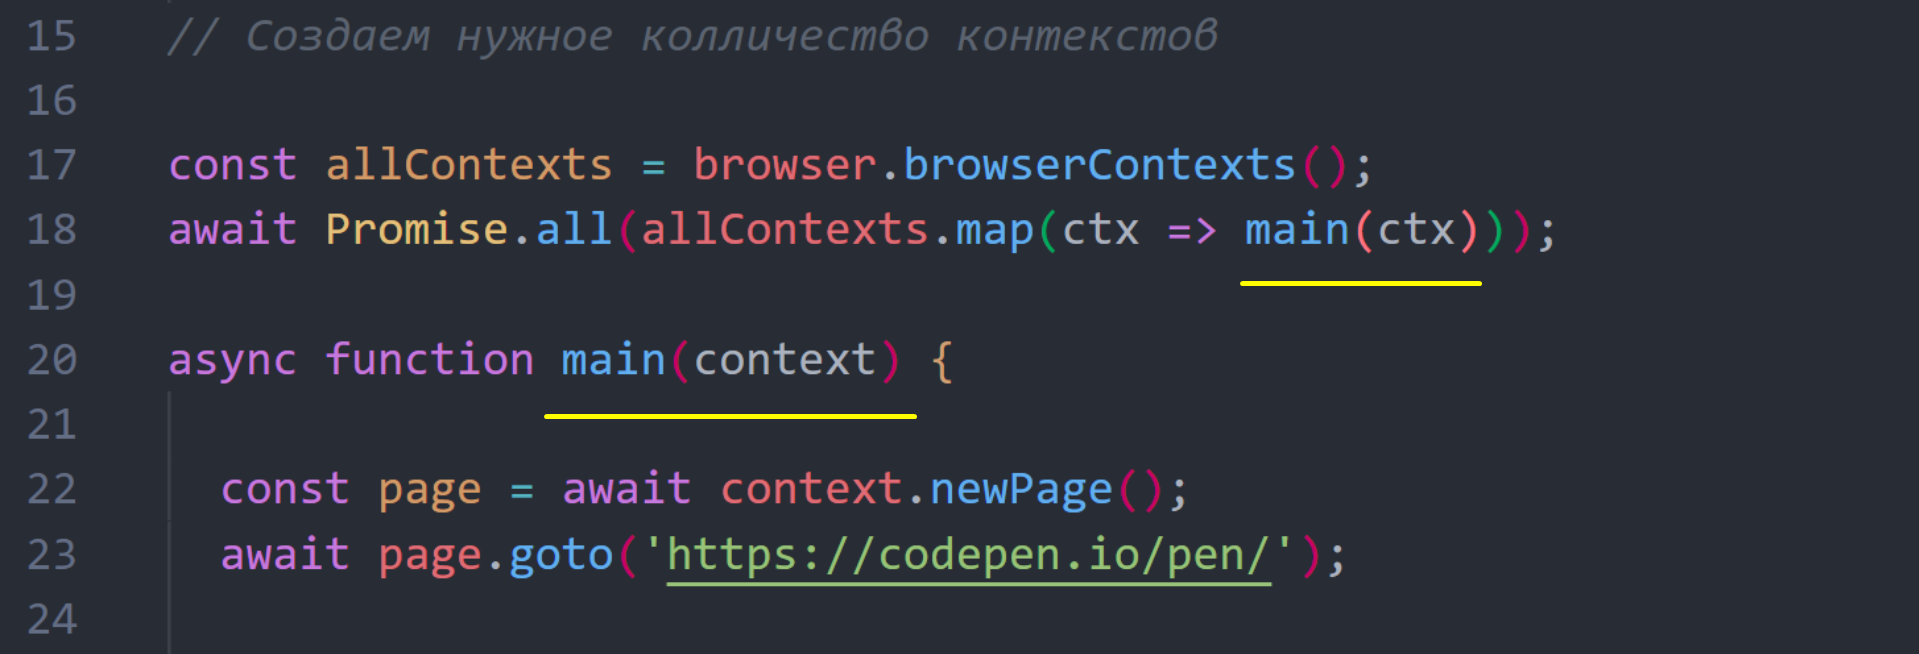 15 // Создаем нужное колличество контекстов
16
17 const allContexts = browser.browserContexts();
18 await Promise.all(allContexts.map(ctx => main(ctx)));
19
20 async function main(context) {
21
22 const page = await context.newPage();
23 await page.goto('https://codepen.io/pen/');
24